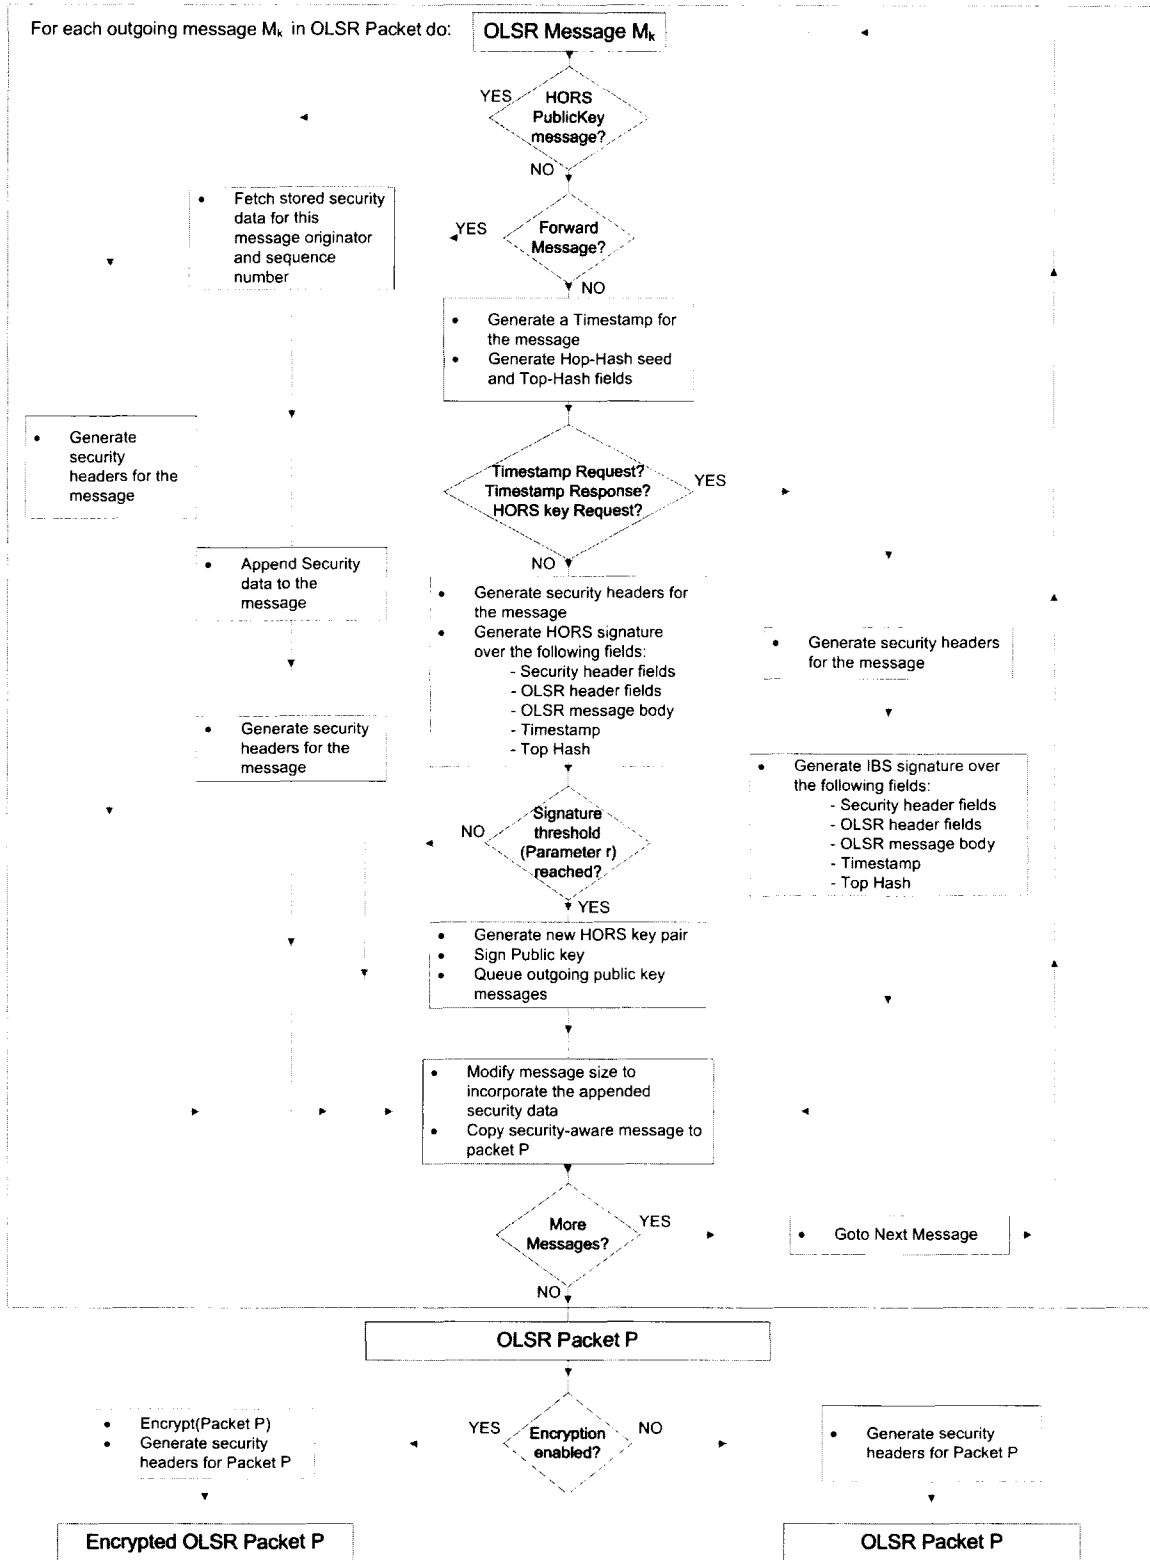 For each outgoing message Mk in OLSR Packet do:
OLSR Message Mk
YES
HORS
PublicKey
message?
NO
• Fetch stored security
data for this
message originator
and sequence
number
YES
Forward
Message?
NO
• Generate a Timestamp for
the message
• Generate Hop-Hash seed
and Top-Hash fields
• Generate
security
headers for the
message
Timestamp Request?
Timestamp Response?
HORS key Request?
YES
NO
• Append Security
data to the
message
• Generate security headers for
the message
• Generate HORS signature
over the following fields:
- Security header fields
- OLSR header fields
- OLSR message body
- Timestamp
- Top Hash
• Generate security headers
for the message
• Generate security
headers for the
message
• Generate IBS signature over
the following fields:
- Security header fields
- OLSR header fields
- OLSR message body
- Timestamp
- Top Hash
NO
Signature
threshold
(Parameter r)
reached?
YES
• Generate new HORS key pair
• Sign Public key
• Queue outgoing public key
messages
• Modify message size to
incorporate the appended
security data
• Copy security-aware message to
packet P
More
Messages?
YES
• Goto Next Message
NO
OLSR Packet P
• Encrypt(Packet P)
• Generate security
headers for Packet P
YES
Encryption
enabled?
NO
• Generate security
headers for Packet P
Encrypted OLSR Packet P
OLSR Packet P